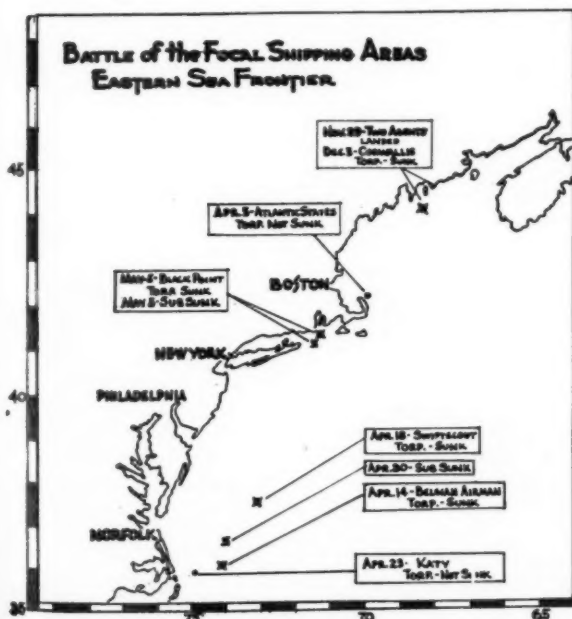 BATTLE OF THE FOCAL SHIPPING AREAS
EASTERN SEA FRONTIER
NOV. 29 - TWO AGENTS
LANDED
DEC. 3 - CORNWALLIS
TORP. - SUNK
45
APR. 5 - ATLANTIC STATES
TORP. NOT SUNK
MAY 5 - BLACK POINT
TORP. SUNK
MAY 5 - SUB SUNK
BOSTON
NEW YORK
40
PHILADELPHIA
APR. 18 - SWIFTSCOUT
TORP. - SUNK
APR. 30 - SUB SUNK
APR. 14 - BELMAN AIRMAN
TORP. - SUNK
NORFOLK
APR. 23 - KATY
TORP. - NOT SUNK
35
75
70
65